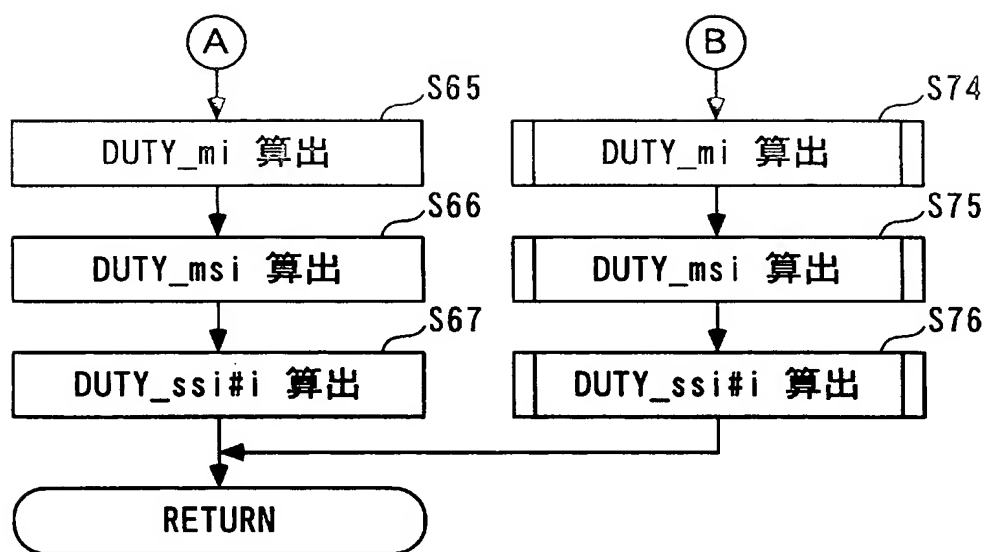 A
S65
DUTY_mi 算出
S66
DUTY_msi 算出
S67
DUTY_ssi#i 算出
RETURN
B
S74
DUTY_mi 算出
S75
DUTY_msi 算出
S76
DUTY_ssi#i 算出